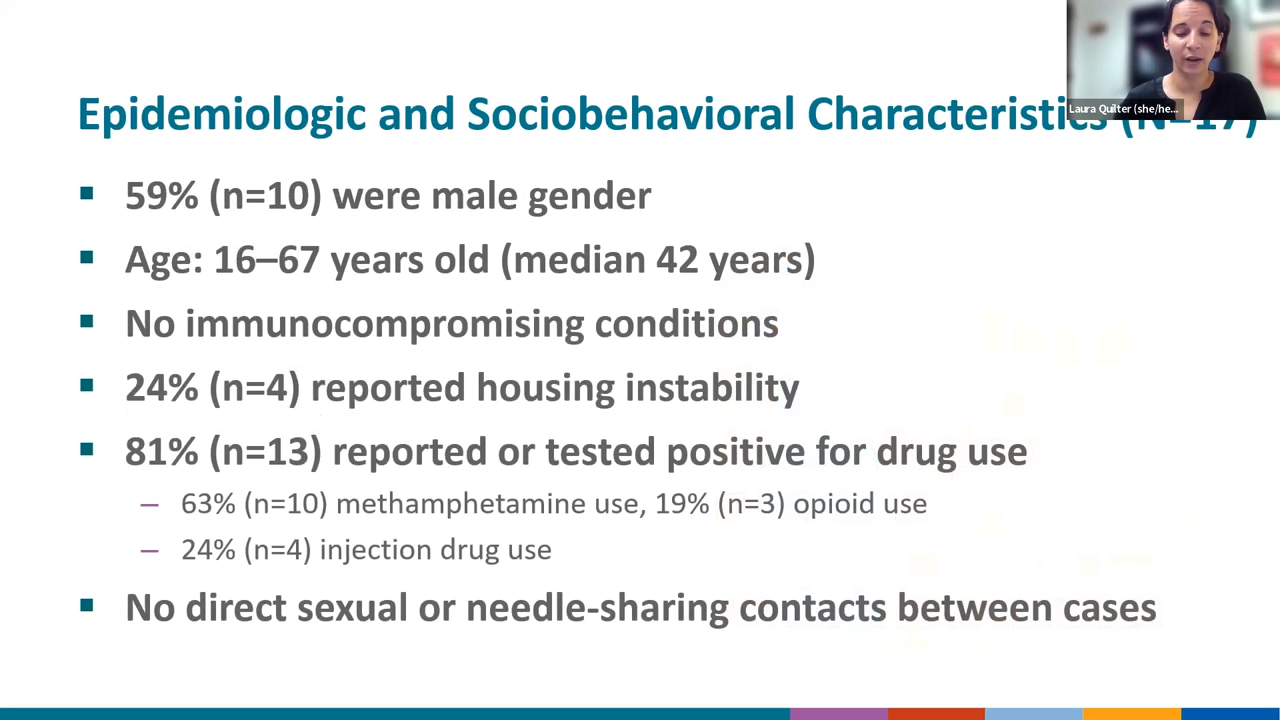 Laura Quilter (she/he...
Epidemiologic and Sociobehavioral Characteristics (N=17)
▪ 59% (n=10) were male gender
▪ Age: 16–67 years old (median 42 years)
▪ No immunocompromising conditions
▪ 24% (n=4) reported housing instability
▪ 81% (n=13) reported or tested positive for drug use
– 63% (n=10) methamphetamine use, 19% (n=3) opioid use
– 24% (n=4) injection drug use
▪ No direct sexual or needle-sharing contacts between cases